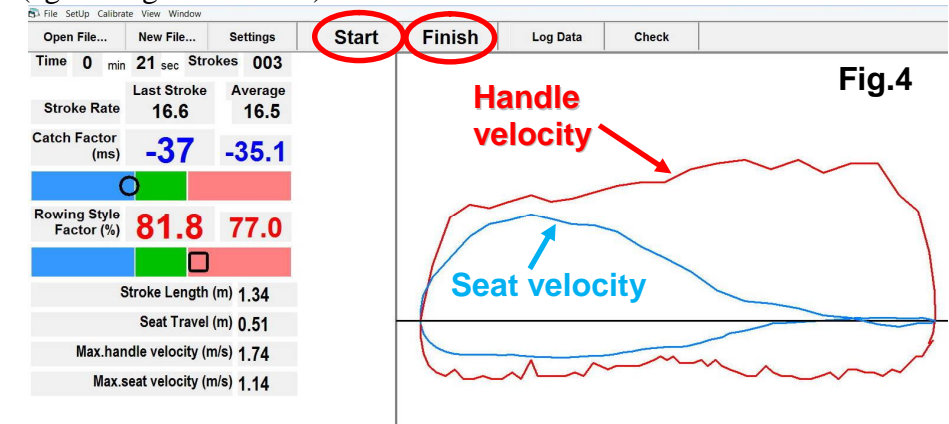 File SetUp Calibrate View Window
Open File... New File... Settings Start Finish Log Data Check
Time 0 min 21 sec Strokes 003
Last Stroke Average
Stroke Rate 16.6 16.5
Catch Factor (ms) -37 -35.1
Rowing Style Factor (%) 81.8 77.0
Stroke Length (m) 1.34
Seat Travel (m) 0.51
Max.handle velocity (m/s) 1.74
Max.seat velocity (m/s) 1.14
Fig.4
Handle
velocity
Seat velocity